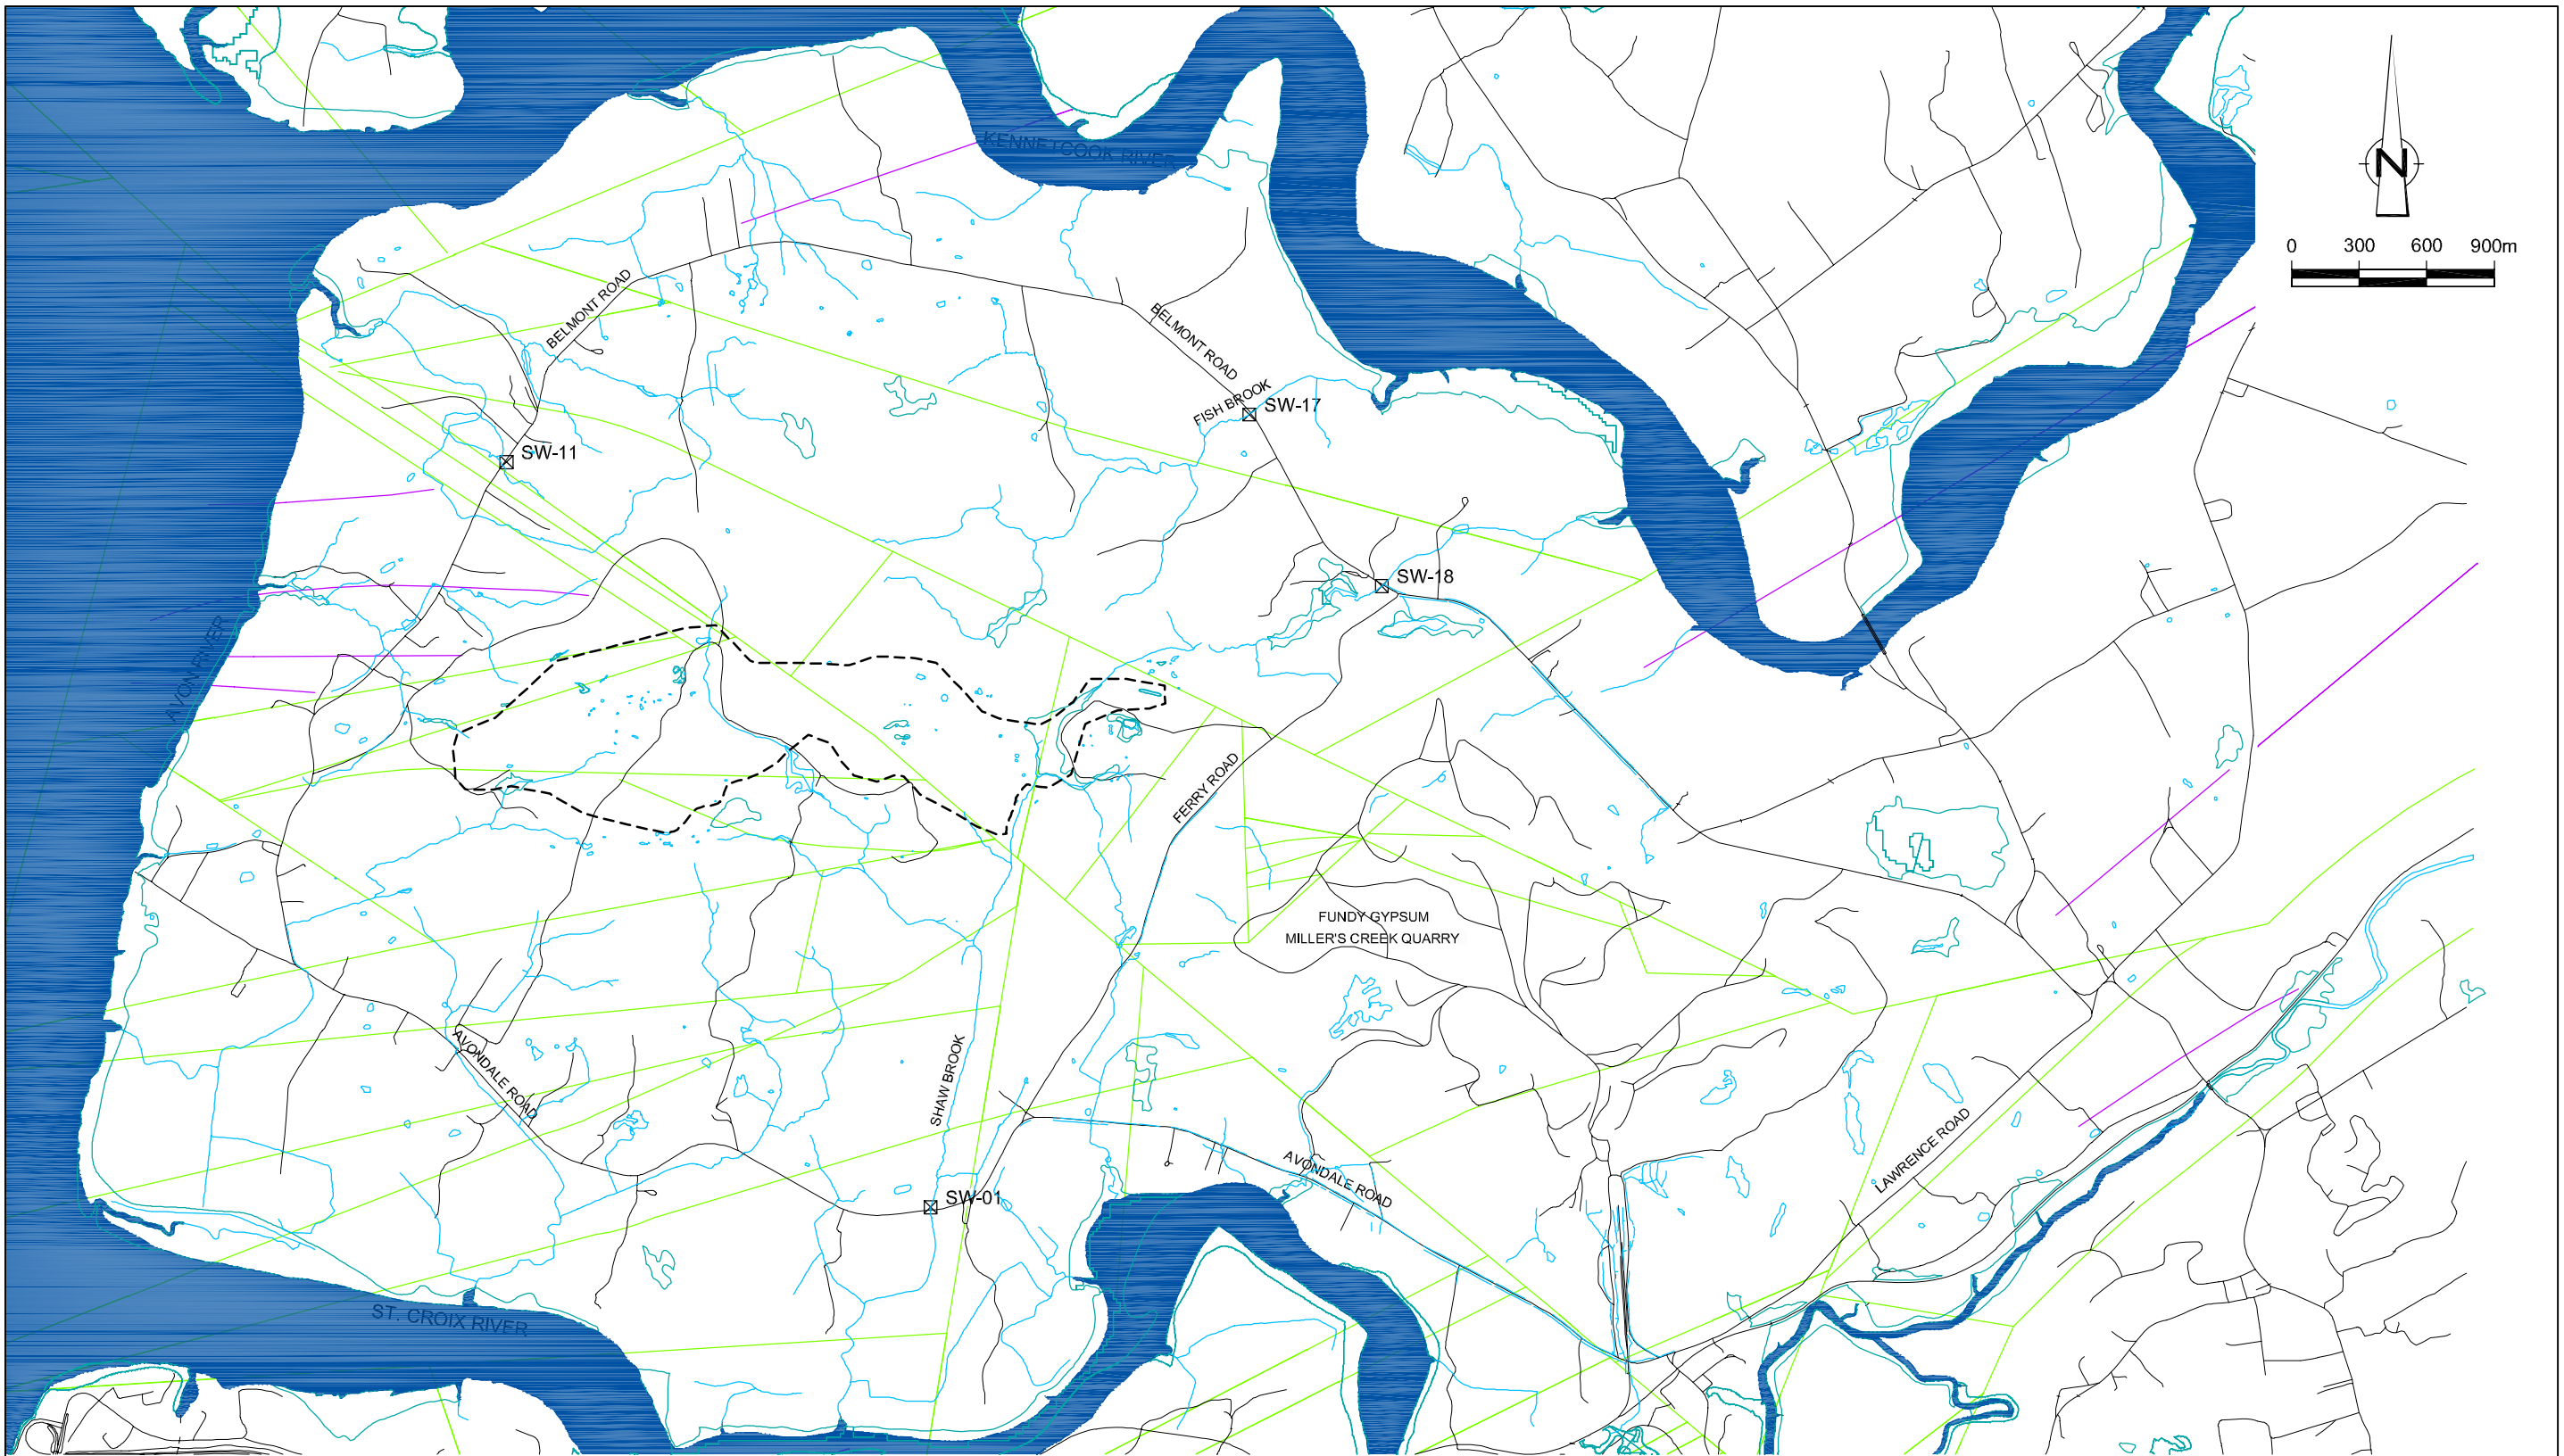 KENNETCOOK RIVER
N
0 300 600 900m
BELMONT ROAD
BELMONT ROAD
FISH BROOK
SW-17
SW-11
SW-18
AVON RIVER
FERRY ROAD
FUNDY GYPSUM
MILLER'S CREEK QUARRY
AVONDALE ROAD
SHAW BROOK
LAWRENCE ROAD
AVONDALE ROAD
SW-01
ST. CROIX RIVER